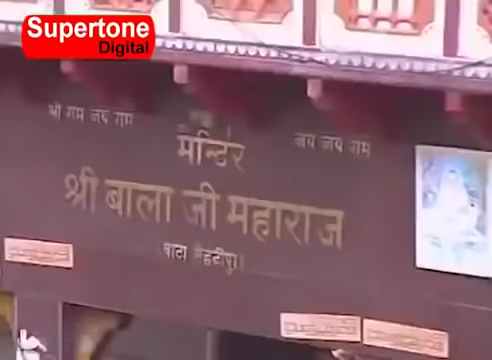 Supertone
Digital
श्री राम जय राम
जय जय राम
मन्दिर
श्री बाला जी महाराज